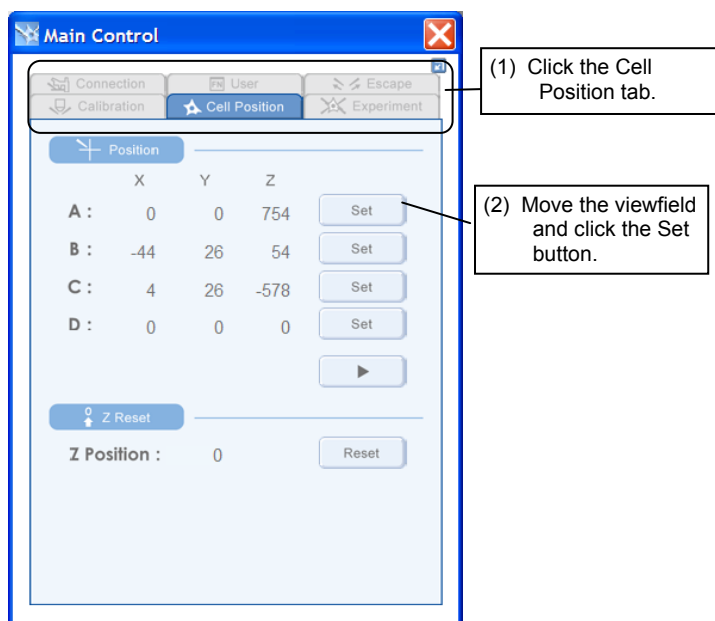 Main Control
Connection FN User Escape
Calibration Cell Position Experiment
(1) Click the Cell
Position tab.
Position
X Y Z
A : 0 0 754 Set
(2) Move the viewfield
and click the Set
button.
B : -44 26 54 Set
C : 4 26 -578 Set
D : 0 0 0 Set
0 Z Reset
Z Position : 0 Reset